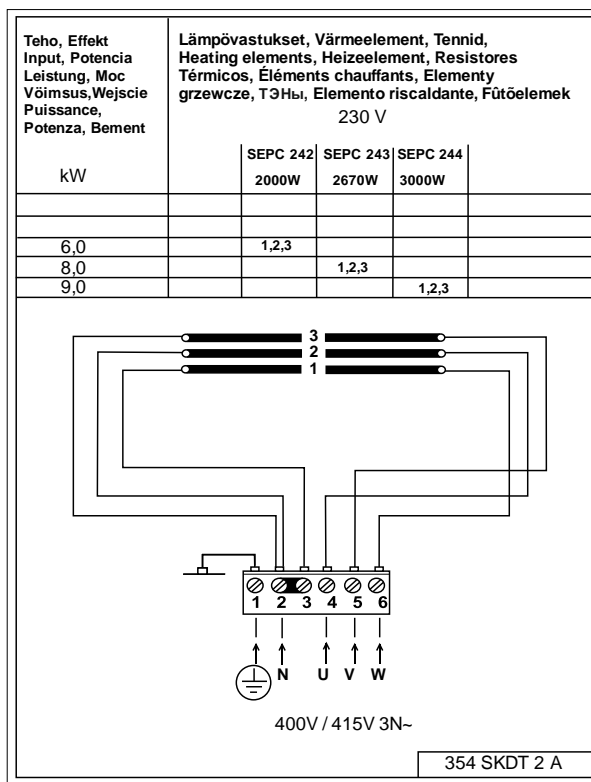 Teho, Effekt
Input, Potencia
Leistung, Moc
Vöimsus,Wejscie
Puissance,
Potenza, Bement
kW
Lämpövastukset, Värmeelement, Tennid,
Heating elements, Heizeelement, Resistores
Térmicos, Éléments chauffants, Elementy
grzewcze, ТЭНы, Elemento riscaldante, Fûtõelemek
230 V
SEPC 242 SEPC 243 SEPC 244
2000W 2670W 3000W
6,0 1,2,3
8,0 1,2,3
9,0 1,2,3
3
2
1
1 2 3 4 5 6
N U V W
400V / 415V 3N~
354 SKDT 2 A